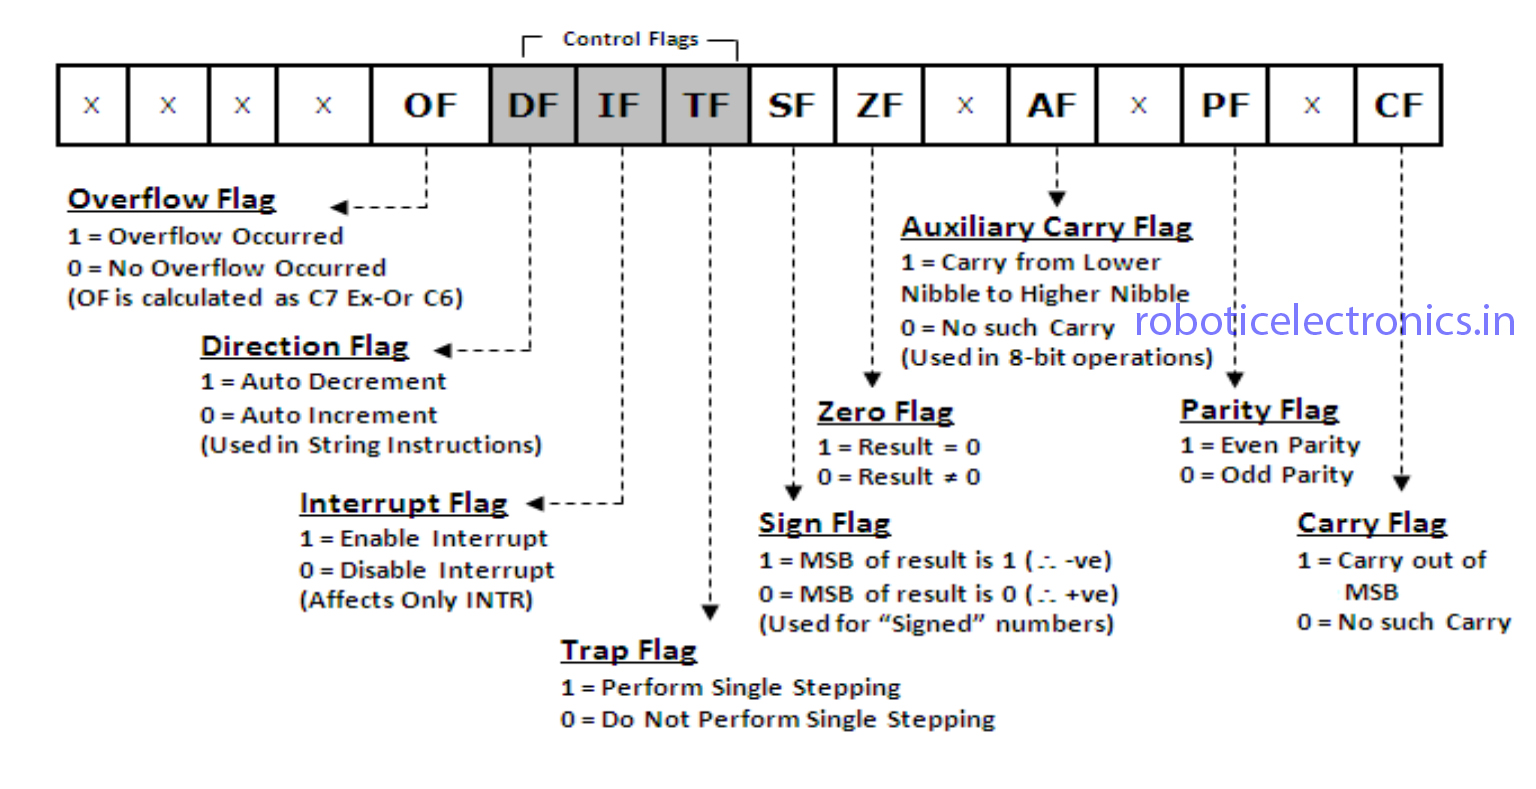 Control Flags
x x x x OF DF IF TF SF ZF x AF x PF x CF
Overflow Flag
1 = Overflow Occurred
0 = No Overflow Occurred
(OF is calculated as C7 Ex-Or C6)
Direction Flag
1 = Auto Decrement
0 = Auto Increment
(Used in String Instructions)
Interrupt Flag
1 = Enable Interrupt
0 = Disable Interrupt
(Affects Only INTR)
Trap Flag
1 = Perform Single Stepping
0 = Do Not Perform Single Stepping
Sign Flag
1 = MSB of result is 1 (∴ -ve)
0 = MSB of result is 0 (∴ +ve)
(Used for “Signed” numbers)
Zero Flag
1 = Result = 0
0 = Result ≠ 0
Auxiliary Carry Flag
1 = Carry from Lower
Nibble to Higher Nibble
0 = No such Carry
(Used in 8-bit operations)
roboticelectronics.in
Parity Flag
1 = Even Parity
0 = Odd Parity
Carry Flag
1 = Carry out of
MSB
0 = No such Carry